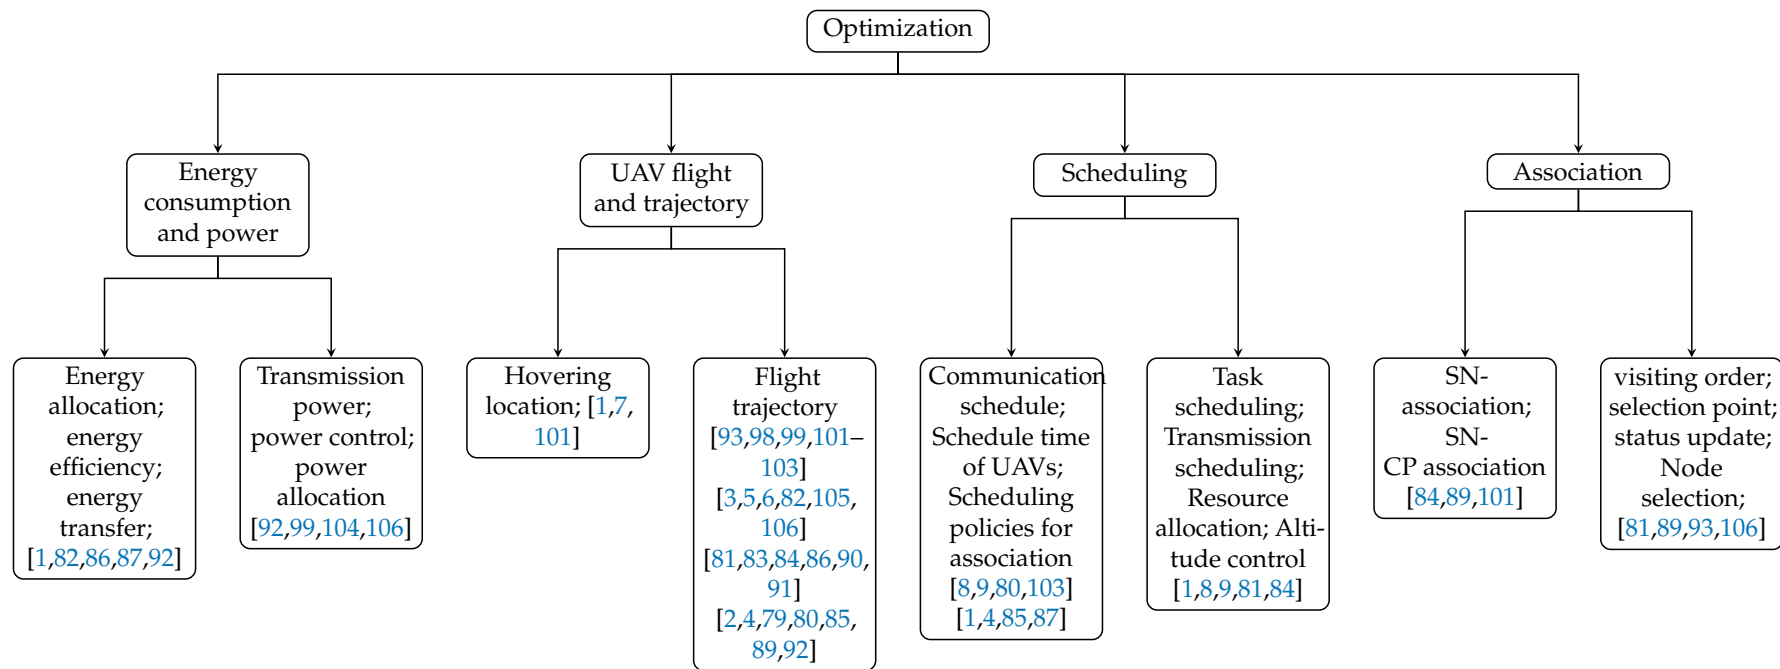 Optimization
Energy
consumption
and power
UAV flight
and trajectory
Scheduling
Association
Energy
allocation;
energy
efficiency;
energy
transfer;
[1,82,86,87,92]
Transmission
power;
power control;
power
allocation
[92,99,104,106]
Hovering
location; [1,7,
101]
Flight
trajectory
[93,98,99,101–
103]
[3,5,6,82,105,
106]
[81,83,84,86,90,
91]
[2,4,79,80,85,
89,92]
Communication
schedule;
Schedule time
of UAVs;
Scheduling
policies for
association
[8,9,80,103]
[1,4,85,87]
Task
scheduling;
Transmission
scheduling;
Resource
allocation; Alti-
tude control
[1,8,9,81,84]
SN-
association;
SN-
CP association
[84,89,101]
visiting order;
selection point;
status update;
Node
selection;
[81,89,93,106]